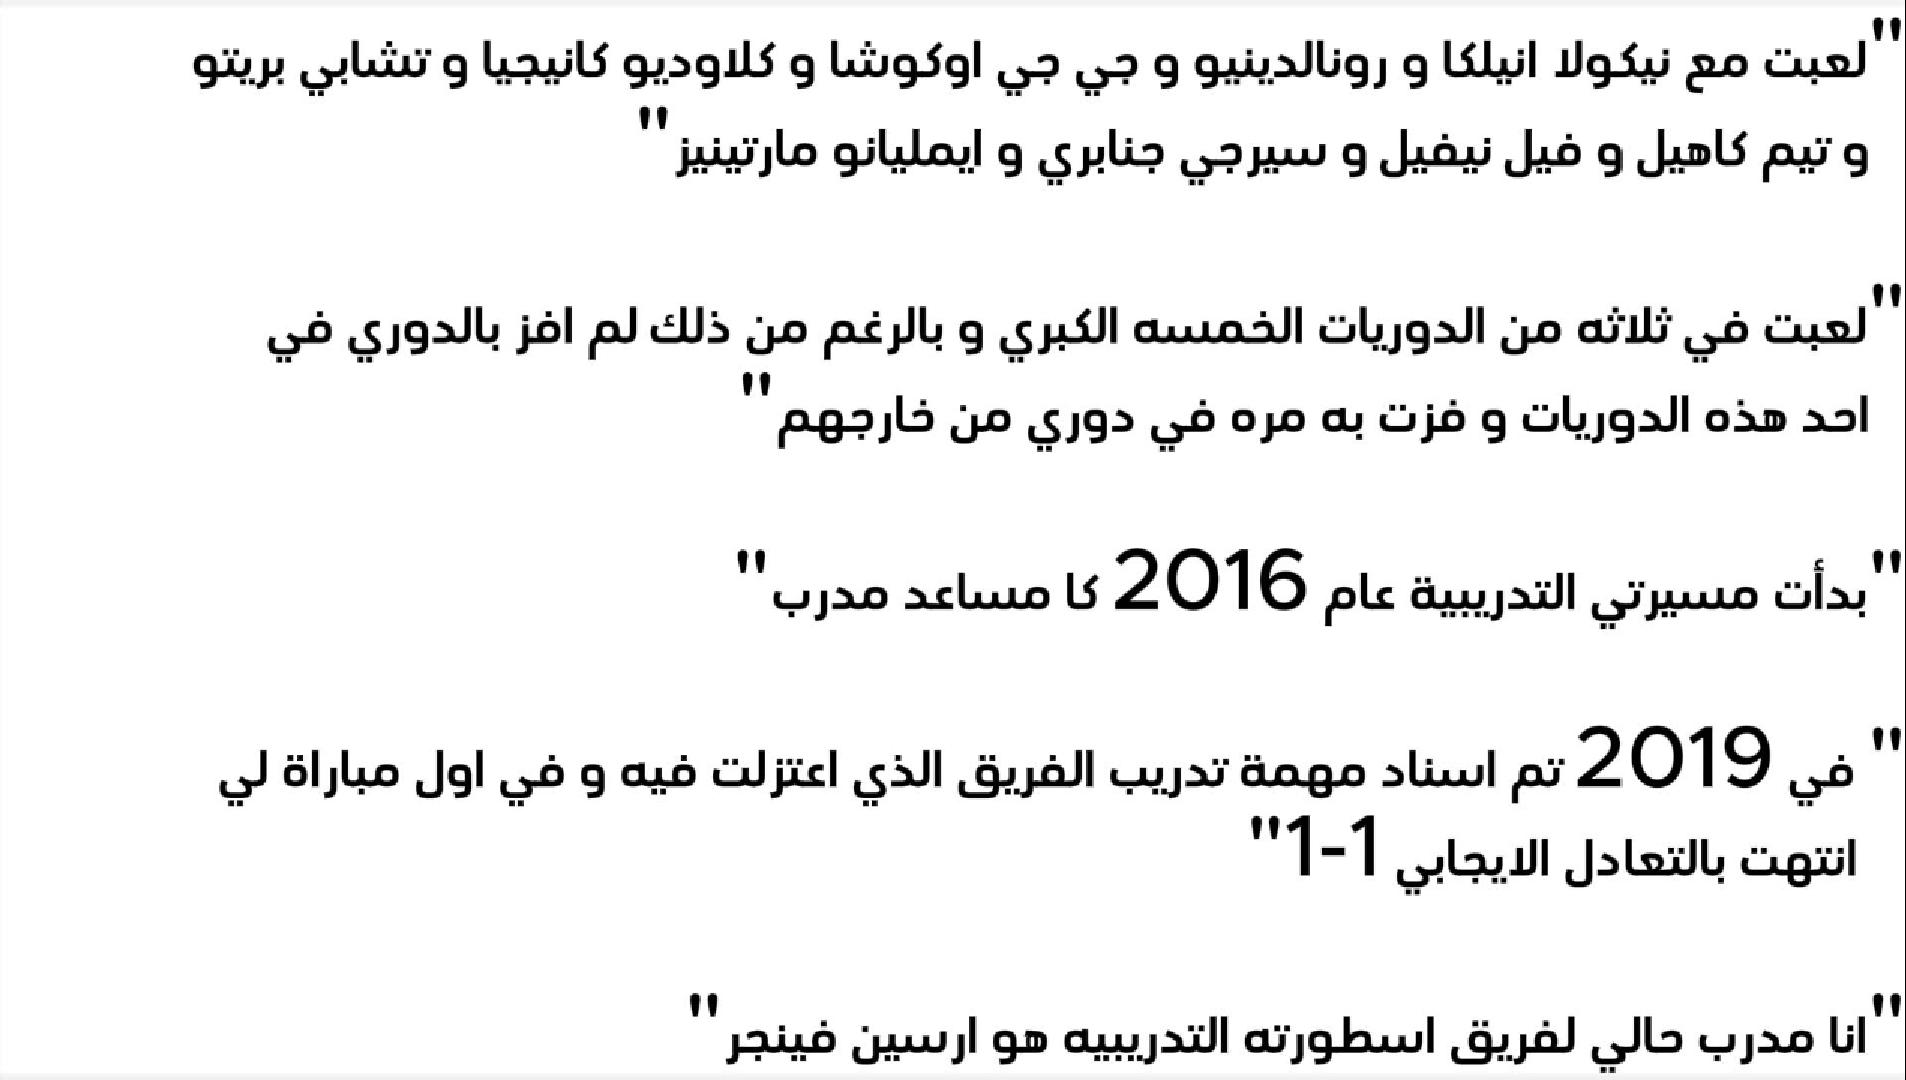 "لعبت مع نيكولا انيلكا و رونالدينيو و جي جي اوكوشا و كلاوديو كانيجيا و تشابي بريتو
و تيم كاهيل و فيل نيفيل و سيرجي جنابري و ايمليانو مارتينيز"
"لعبت في ثلاثه من الدوريات الخمسه الكبري و بالرغم من ذلك لم افز بالدوري في
احد هذه الدوريات و فزت به مره في دوري من خارجهم"
"بدأت مسيرتي التدريبية عام 2016 كا مساعد مدرب"
"في 2019 تم اسناد مهمة تدريب الفريق الذي اعتزلت فيه و في اول مباراة لي
انتهت بالتعادل الايجابي 1-1"
"انا مدرب حالي لفريق اسطورته التدريبيه هو ارسين فينجر"